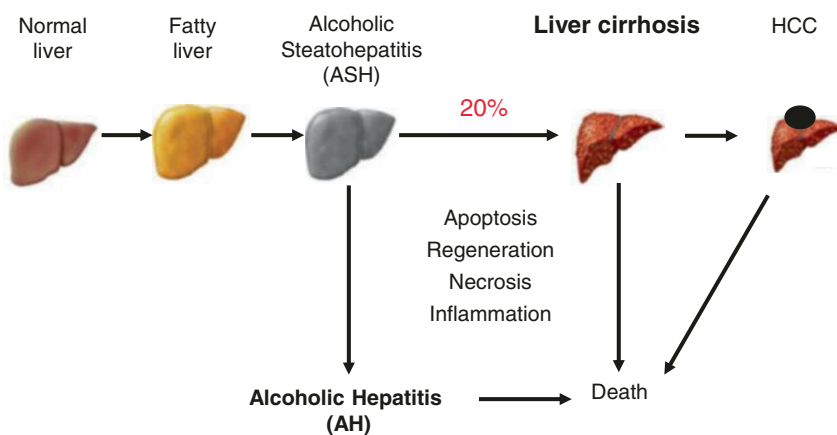 Normal
liver
Fatty
liver
Alcoholic
Steatohepatitis
(ASH)
Liver cirrhosis
HCC
20%
Apoptosis
Regeneration
Necrosis
Inflammation
Alcoholic Hepatitis
(AH)
Death